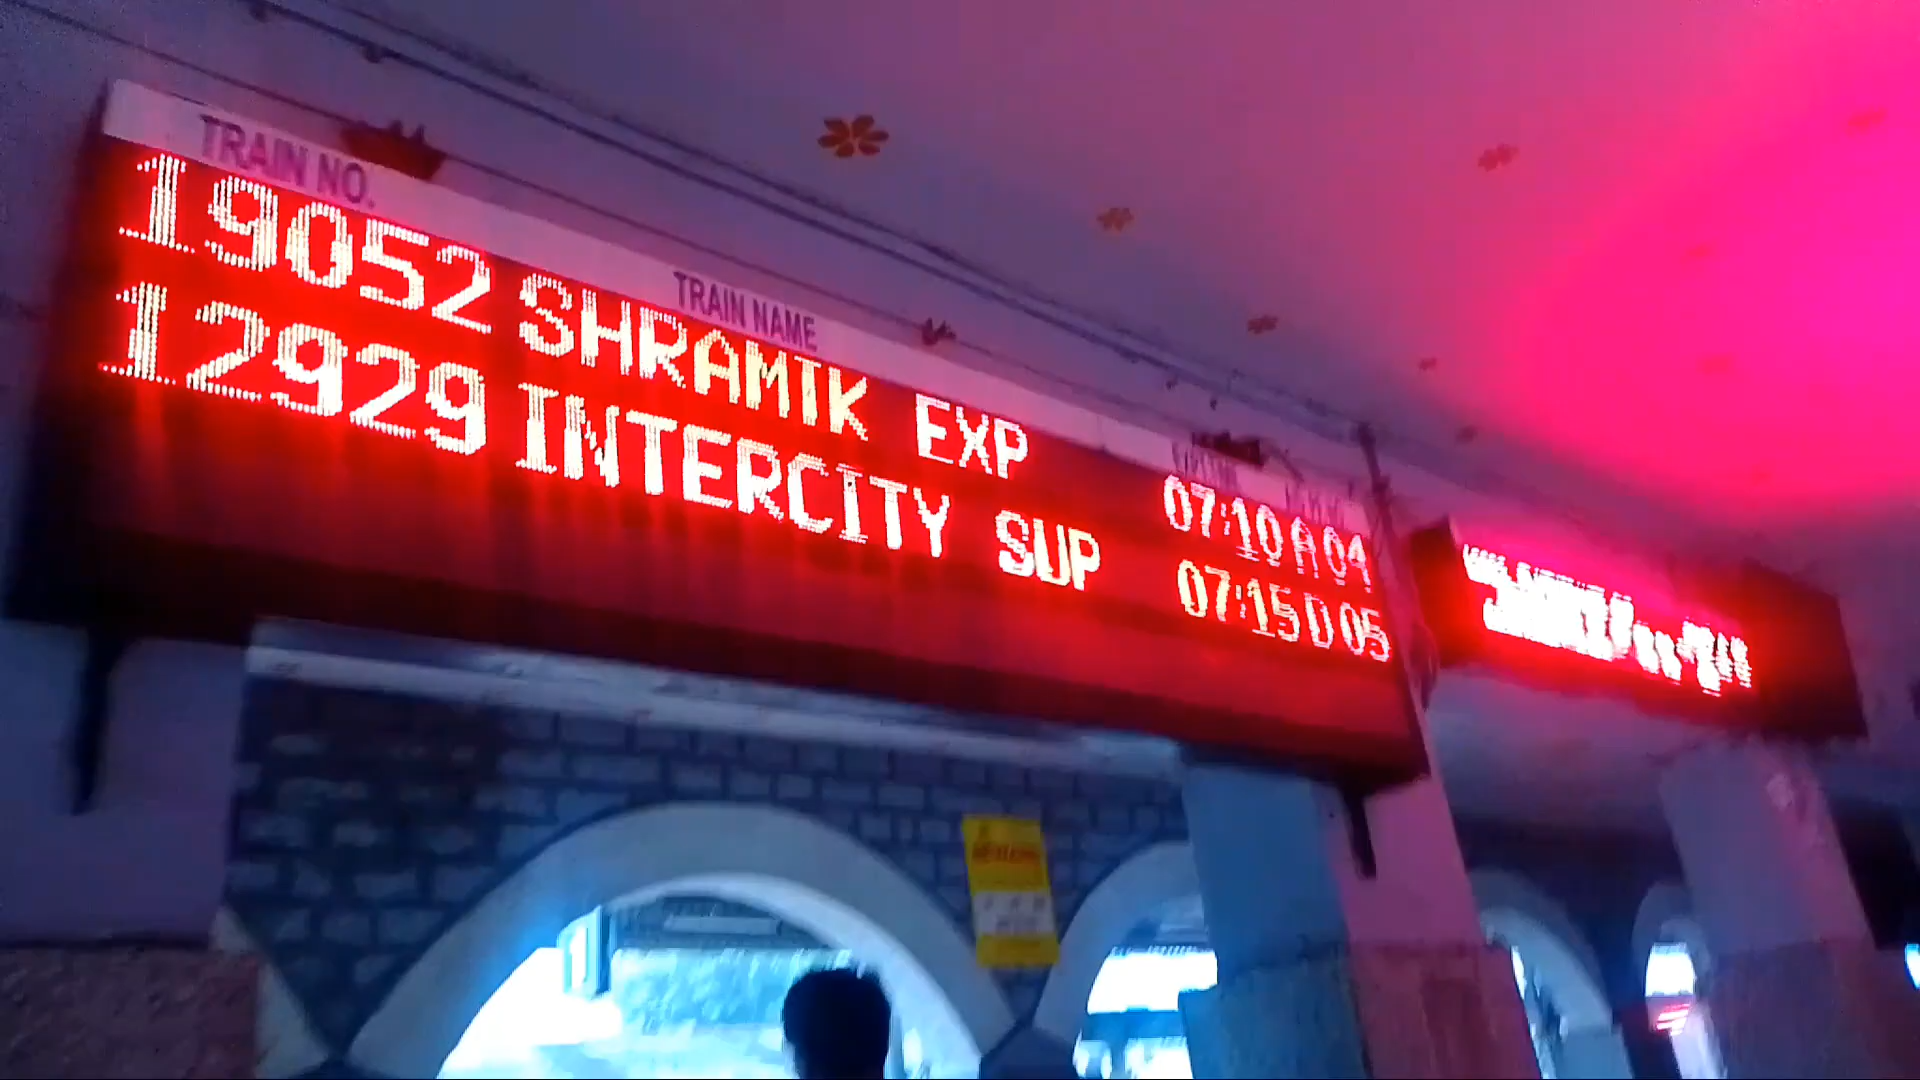 TRAIN NO. TRAIN NAME
19052 SHRAMIK EXP 07:10 A 04
12929 INTERCITY SUP 07:15 D 05